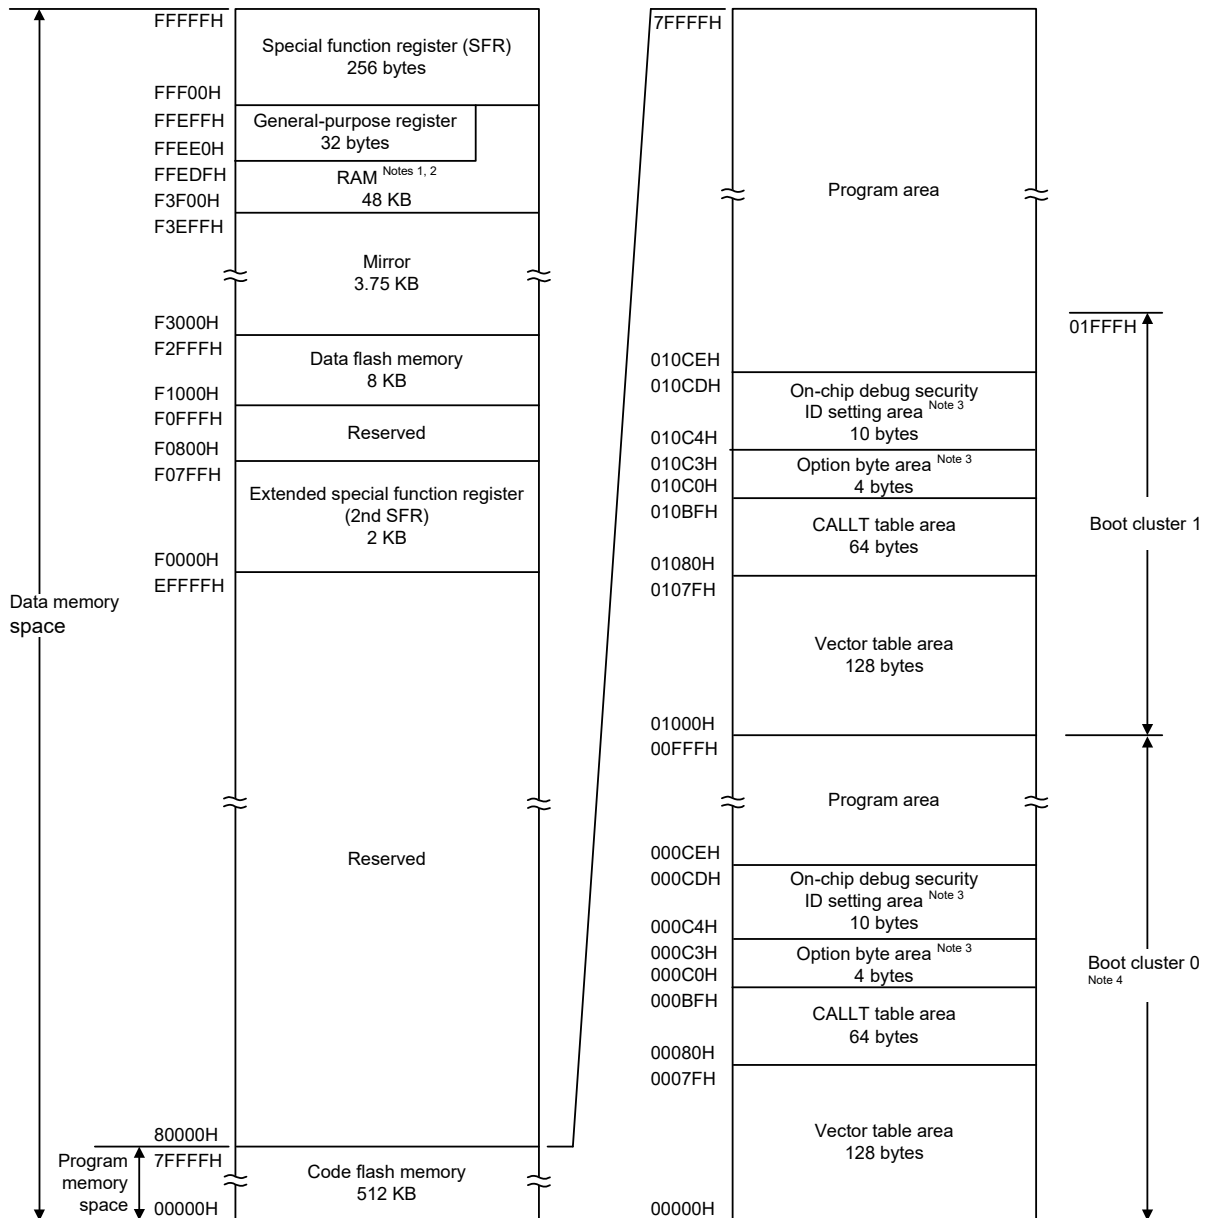 FFFFFH
Special function register (SFR)
256 bytes
FFF00H
FFEFFH
General-purpose register
32 bytes
FFEE0H
FFEDFH
RAM Notes 1, 2
48 KB
F3F00H
F3EFFH
Mirror
3.75 KB
F3000H
F2FFFH
Data flash memory
8 KB
F1000H
F0FFFH
Reserved
F0800H
F07FFH
Extended special function register
(2nd SFR)
2 KB
F0000H
EFFFFH
Data memory
space
Reserved
80000H
Program
memory
space
7FFFFH
Code flash memory
512 KB
00000H
7FFFFH
Program area
01FFFH
010CEH
010CDH
On-chip debug security
ID setting area Note 3
10 bytes
010C4H
010C3H
Option byte area Note 3
4 bytes
010C0H
010BFH
CALLT table area
64 bytes
01080H
0107FH
Boot cluster 1
Vector table area
128 bytes
01000H
00FFFH
Program area
000CEH
000CDH
On-chip debug security
ID setting area Note 3
10 bytes
000C4H
000C3H
Option byte area Note 3
4 bytes
000C0H
Boot cluster 0
Note 4
000BFH
CALLT table area
64 bytes
00080H
0007FH
Vector table area
128 bytes
00000H